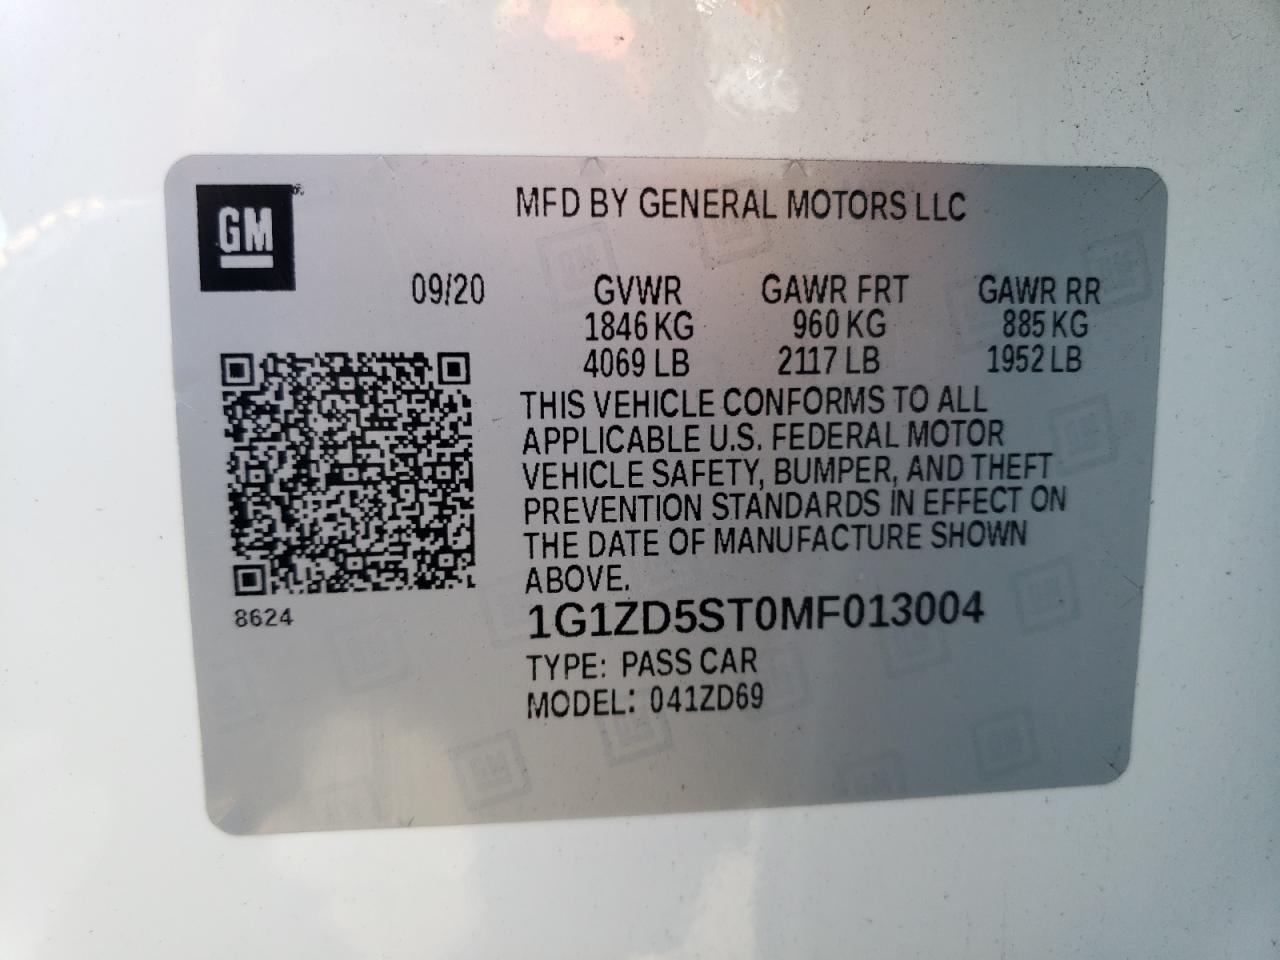 GM
MFD BY GENERAL MOTORS LLC
09/20 GVWR GAWR FRT GAWR RR
1846 KG 960 KG 885 KG
4069 LB 2117 LB 1952 LB
THIS VEHICLE CONFORMS TO ALL
APPLICABLE U.S. FEDERAL MOTOR
VEHICLE SAFETY, BUMPER, AND THEFT
PREVENTION STANDARDS IN EFFECT ON
THE DATE OF MANUFACTURE SHOWN
ABOVE.
8624
1G1ZD5ST0MF013004
TYPE: PASS CAR
MODEL: 041ZD69